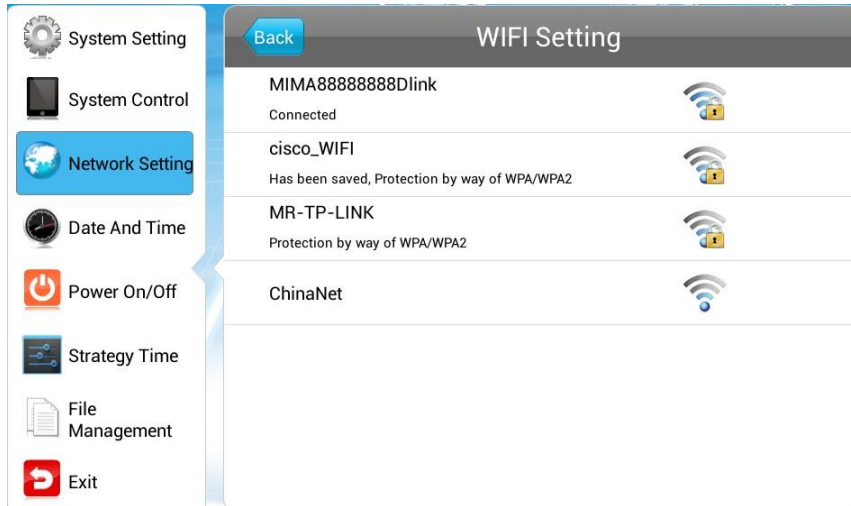 System Setting
System Control
Network Setting
Date And Time
Power On/Off
Strategy Time
File
Management
Exit
Back
WIFI Setting
MIMA88888888Dlink
Connected
cisco_WIFI
Has been saved, Protection by way of WPA/WPA2
MR-TP-LINK
Protection by way of WPA/WPA2
ChinaNet